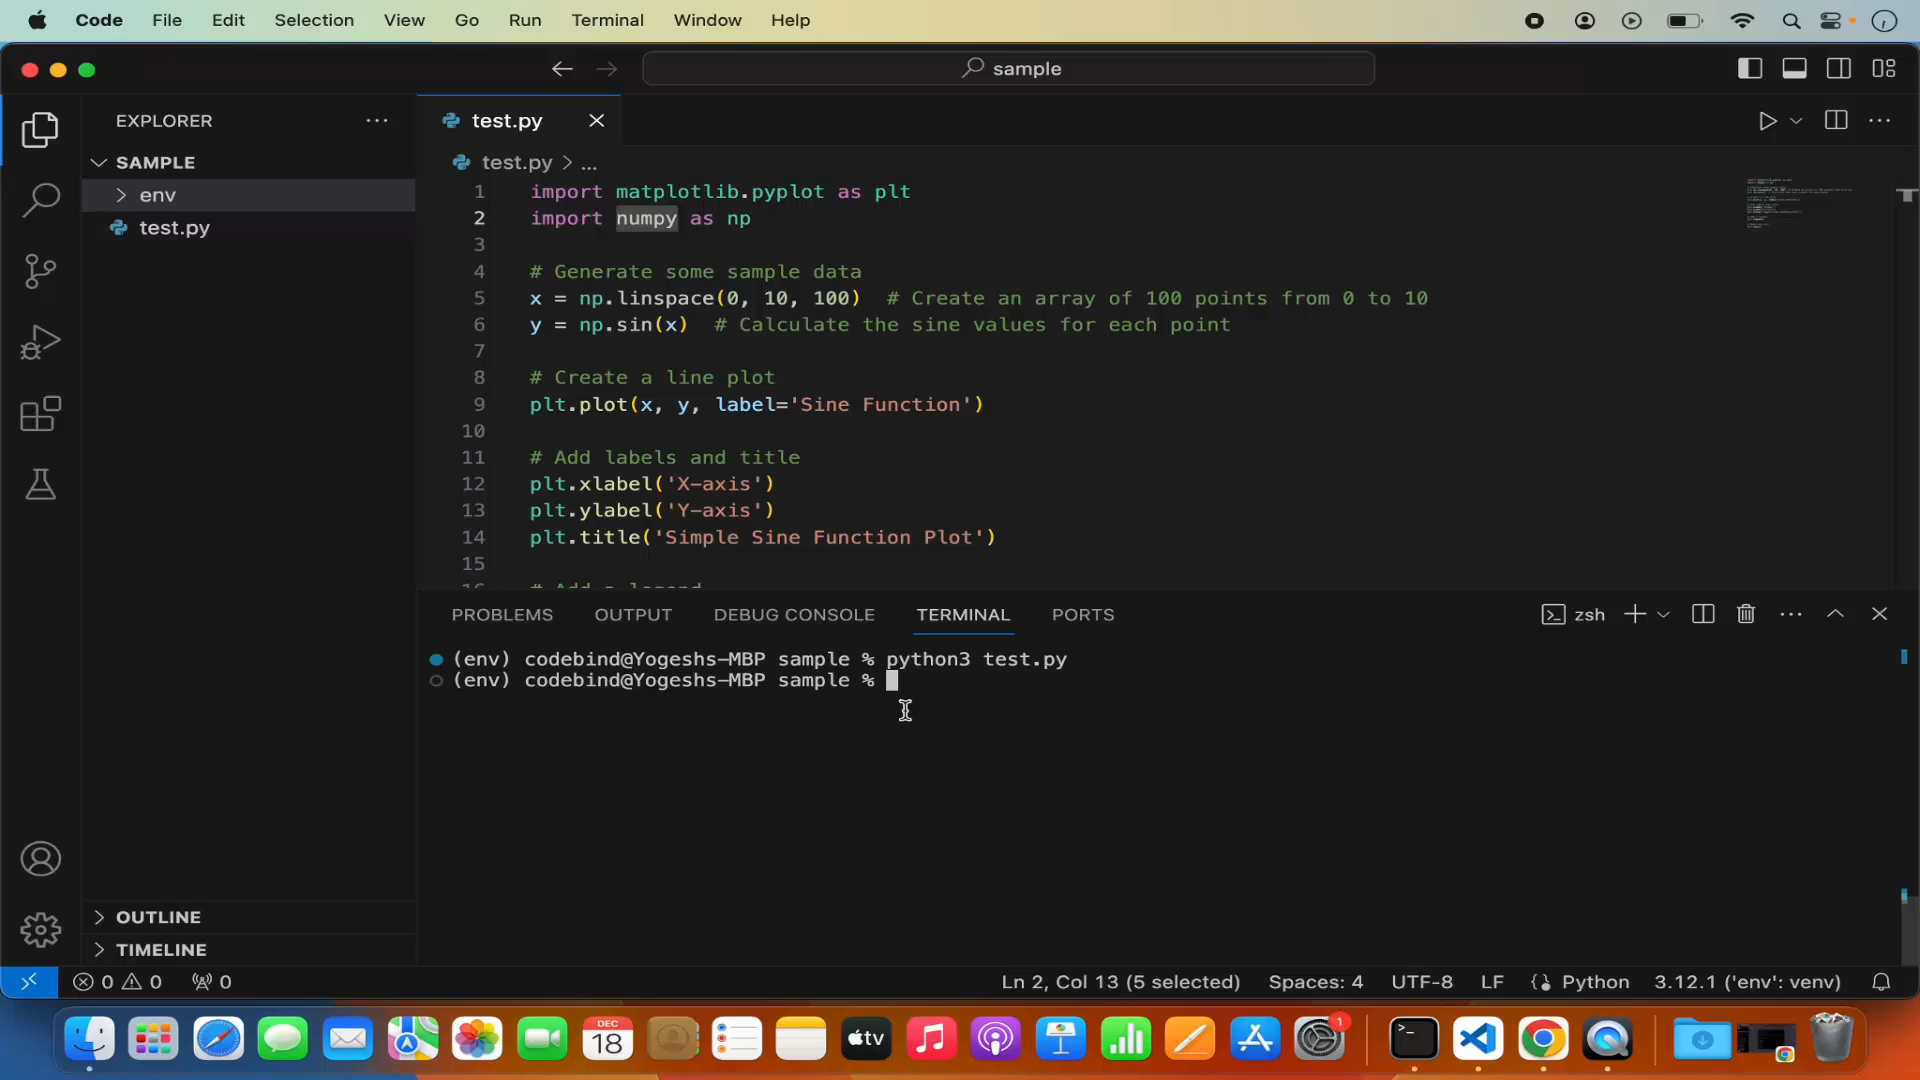 Code File Edit Selection View Go Run Terminal Window Help
sample
EXPLORER
SAMPLE
env
test.py
test.py
test.py > ...
1 import matplotlib.pyplot as plt
2 import numpy as np
3
4 # Generate some sample data
5 x = np.linspace(0, 10, 100)  # Create an array of 100 points from 0 to 10
6 y = np.sin(x)  # Calculate the sine values for each point
7
8 # Create a line plot
9 plt.plot(x, y, label='Sine Function')
10
11 # Add labels and title
12 plt.xlabel('X-axis')
13 plt.ylabel('Y-axis')
14 plt.title('Simple Sine Function Plot')
15
16 # Add a legend
PROBLEMS OUTPUT DEBUG CONSOLE TERMINAL PORTS
zsh
(env) codebind@Yogeshs-MBP sample % python3 test.py
(env) codebind@Yogeshs-MBP sample %
OUTLINE
TIMELINE
0 0 0 Ln 2, Col 13 (5 selected) Spaces: 4 UTF-8 LF Python 3.12.1 ('env': venv)
DEC
18
tv
1